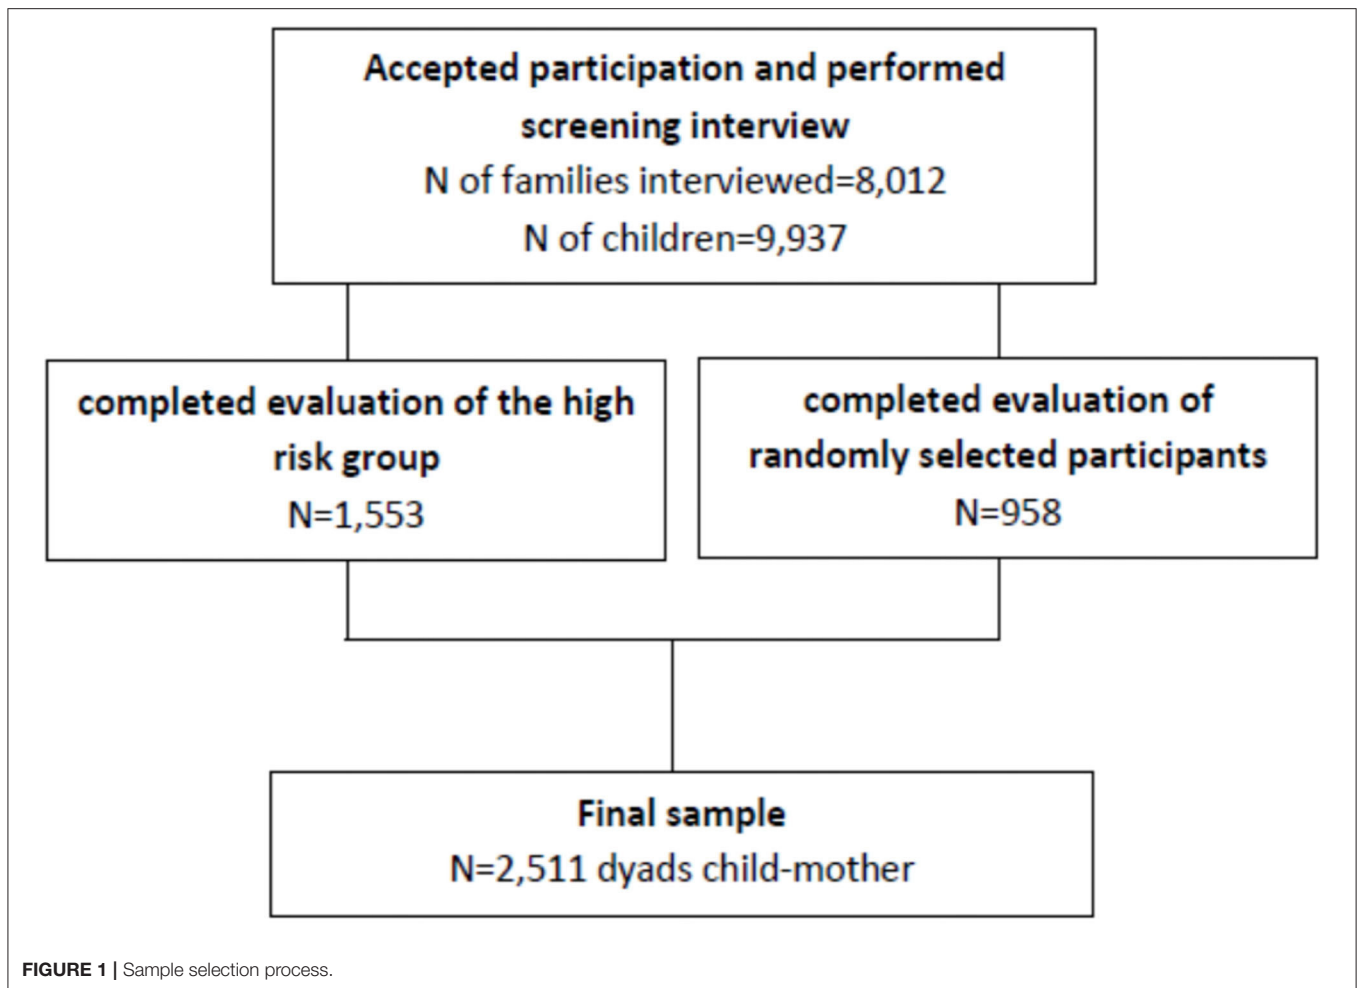 Accepted participation and performed
screening interview
N of families interviewed=8,012
N of children=9,937
completed evaluation of the high
risk group
N=1,553
completed evaluation of
randomly selected participants
N=958
Final sample
N=2,511 dyads child-mother
FIGURE 1 | Sample selection process.